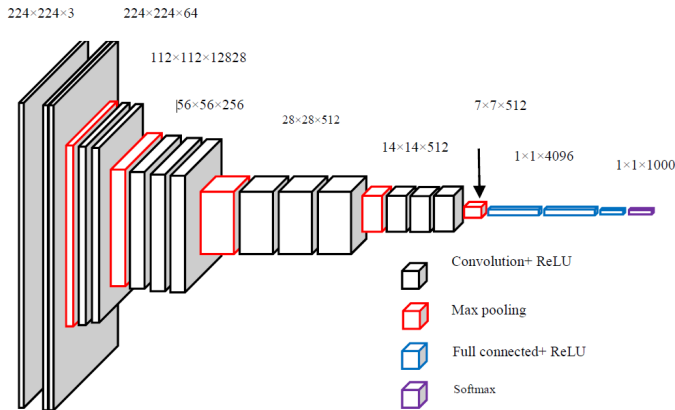 224×224×3
224×224×64
112×112×12828
|56×56×256
28×28×512
14×14×512
7×7×512
1×1×4096
1×1×1000
Convolution+ ReLU
Max pooling
Full connected+ ReLU
Softmax